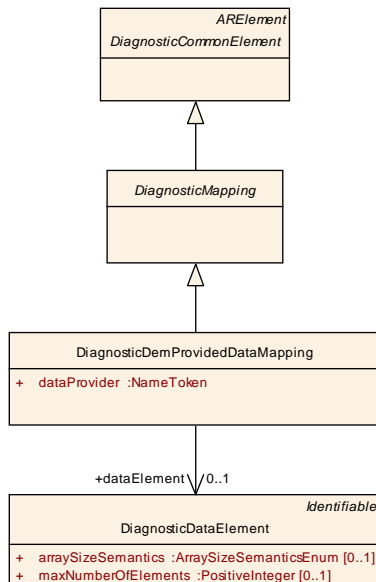 ARElement
DiagnosticCommonElement
DiagnosticMapping
DiagnosticDemProvidedDataMapping
+ dataProvider :NameToken
+dataElement 0..1
Identifiable
DiagnosticDataElement
+ arraySizeSemantics :ArraySizeSemanticsEnum [0..1]
+ maxNumberOfElements :PositiveInteger [0..1]